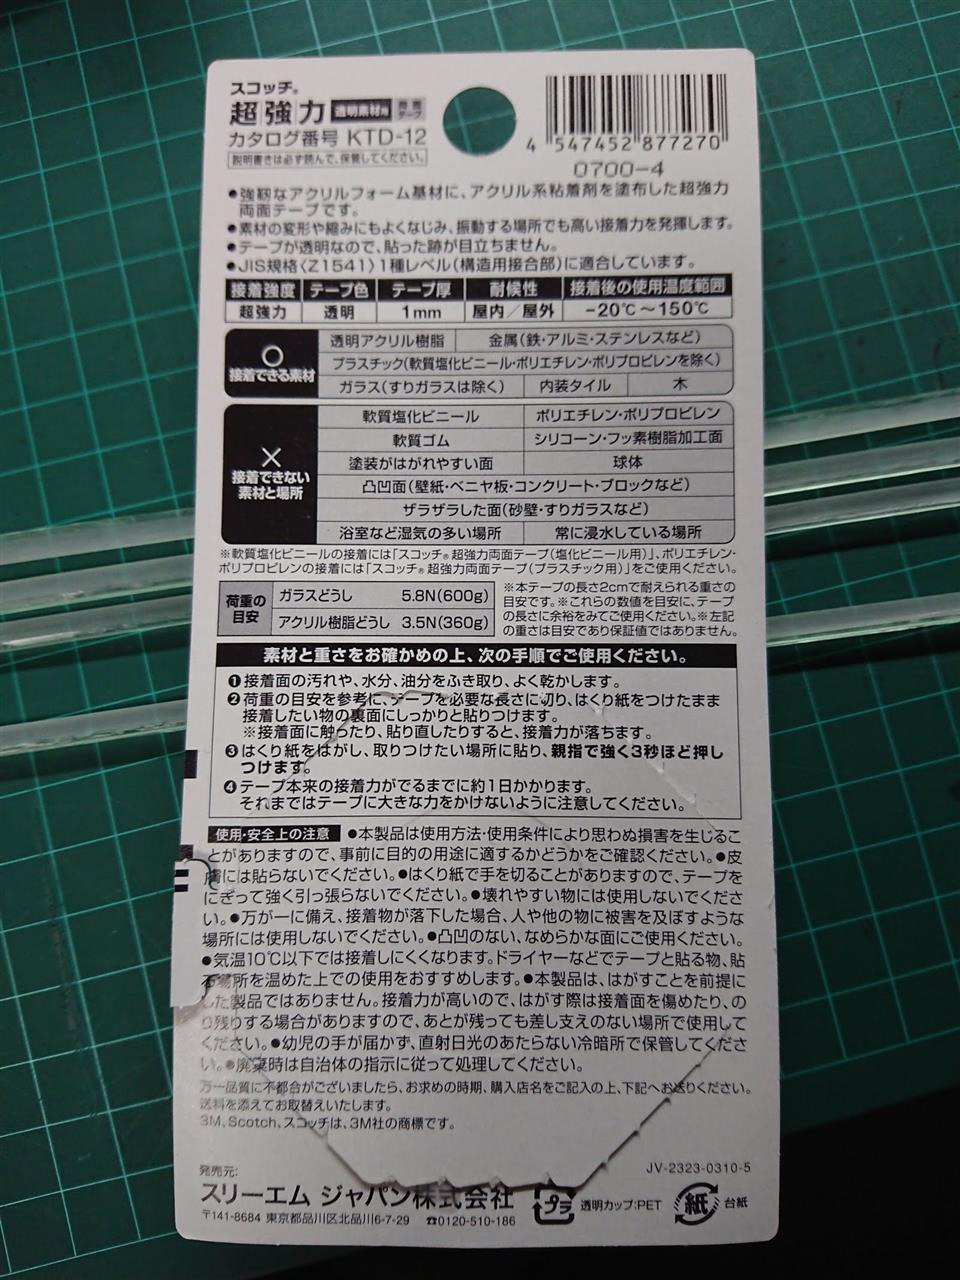 スコッチ®
超強力 透明素材用 両面テープ
カタログ番号 KTD-12
説明書きは必ず読んで、保管してください。
4 547452 877270
0700-4
●強靭なアクリルフォーム基材に、アクリル系粘着剤を塗布した超強力
両面テープです。
●素材の変形や縮みにもよくなじみ、振動する場所でも高い接着力を発揮します。
●テープが透明なので、貼った跡が目立ちません。
●JIS規格〈Z1541〉1種レベル(構造用接合部)に適合しています。
接着強度 テープ色 テープ厚 耐候性 接着後の使用温度範囲
超強力 透明 1mm 屋内/屋外 −20℃〜150℃
○
接着できる素材
透明アクリル樹脂 金属(鉄・アルミ・ステンレスなど)
プラスチック(軟質塩化ビニール・ポリエチレン・ポリプロピレンを除く)
ガラス(すりガラスは除く) 内装タイル 木
×
接着できない
素材と場所
軟質塩化ビニール ポリエチレン・ポリプロピレン
軟質ゴム シリコーン・フッ素樹脂加工面
塗装がはがれやすい面 球体
凸凹面(壁紙・ベニヤ板・コンクリート・ブロックなど)
ザラザラした面(砂壁・すりガラスなど)
浴室など湿気の多い場所 常に浸水している場所
※軟質塩化ビニールの接着には「スコッチ®超強力両面テープ(塩化ビニール用)」、ポリエチレン・
ポリプロピレンの接着には「スコッチ®超強力両面テープ(プラスチック用)」をご使用ください。
荷重の
目安
ガラスどうし 5.8N(600g)
アクリル樹脂どうし 3.5N(360g)
※本テープの長さ2cmで耐えられる重さの
目安です。※これらの数値を目安に、テープ
の長さに余裕をみてご使用ください。※左記
の重さは目安であり保証値ではありません。
素材と重さをお確かめの上、次の手順でご使用ください。
❶接着面の汚れや、水分、油分をふき取り、よく乾かします。
❷荷重の目安を参考に、テープを必要な長さに切り、はくり紙をつけたまま
接着したい物の裏面にしっかりと貼りつけます。
※接着面に触ったり、貼り直したりすると、接着力が落ちます。
❸はくり紙をはがし、取りつけたい場所に貼り、親指で強く3秒ほど押し
つけます。
❹テープ本来の接着力がでるまでに約1日かかります。
それまではテープに大きな力をかけないように注意してください。
使用・安全上の注意 ●本製品は使用方法・使用条件により思わぬ損害を生じるこ
とがありますので、事前に目的の用途に適するかどうかをご確認ください。●皮
膚には貼らないでください。●はくり紙で手を切ることがありますので、テープを
にぎって強く引っ張らないでください。●壊れやすい物には使用しないでくださ
い。●万が一に備え、接着物が落下した場合、人や他の物に被害を及ぼすような
場所には使用しないでください。●凸凹のない、なめらかな面にご使用ください。
●気温10℃以下では接着しにくくなります。ドライヤーなどでテープと貼る物、貼
る場所を温めた上での使用をおすすめします。●本製品は、はがすことを前提に
した製品ではありません。接着力が高いので、はがす際は接着面を傷めたり、の
り残りする場合がありますので、あとが残っても差し支えのない場所で使用して
ください。●幼児の手が届かず、直射日光のあたらない冷暗所で保管してくださ
い。●廃棄時は自治体の指示に従って処理してください。
万一品質に不都合がございましたら、お求めの時期、購入店名をご記入の上、下記へお送りください。
送料を添えてお取替えいたします。
3M、Scotch、スコッチは、3M社の商標です。
JV-2323-0310-5
発売元:
スリーエム ジャパン株式会社
〒141-8684 東京都品川区北品川6-7-29 ☎0120-510-186
プラ 透明カップ:PET
紙 台紙